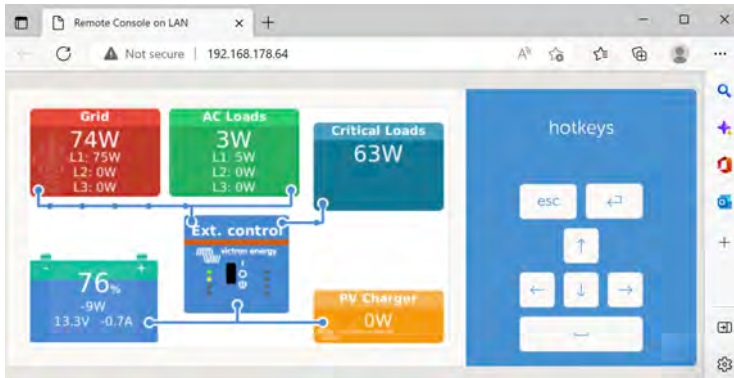 Remote Console on LAN
Not secure | 192.168.178.64
Grid
74W
L1: 75W
L2: 0W
L3: 0W
AC Loads
3W
L1: 5W
L2: 0W
L3: 0W
Critical Loads
63W
Ext. control
victron energy
76%
-9W
13.3V -0.7A
PV Charger
0W
hotkeys
esc